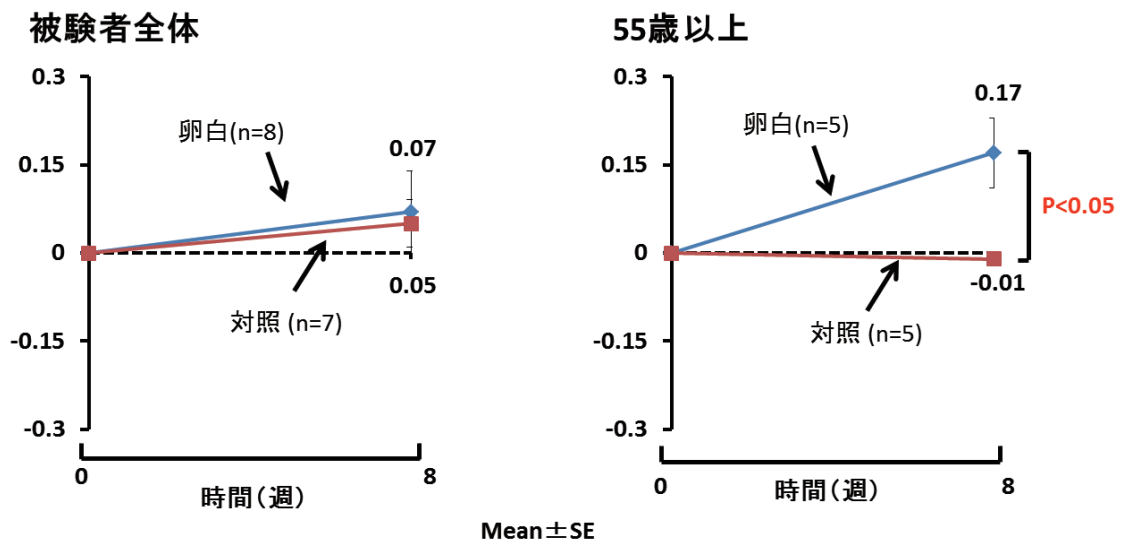 被験者全体
0.3
0.15
0
-0.15
-0.3
卵白(n=8)
0.07
0.05
対照 (n=7)
0
8
時間(週)
55歳以上
0.3
0.15
0
-0.15
-0.3
卵白(n=5)
0.17
P<0.05
-0.01
対照 (n=5)
0
8
時間(週)
Mean±SE